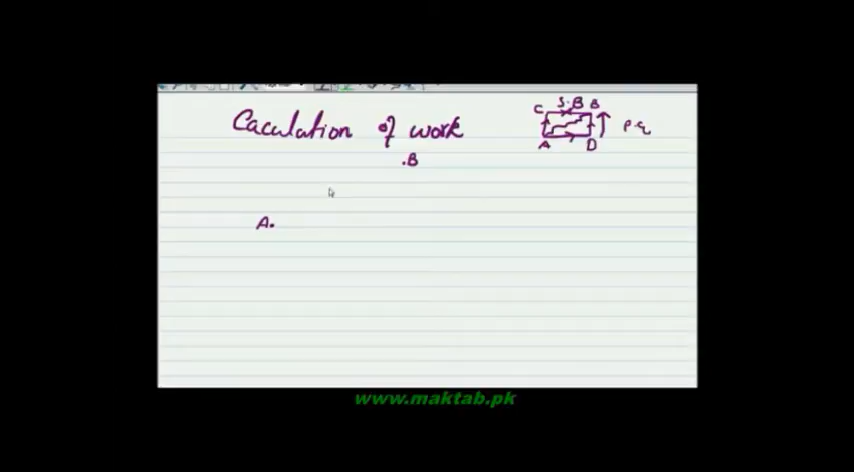 Caculation of work
C S.B B
A D
.B
A.
www.maktab.pk